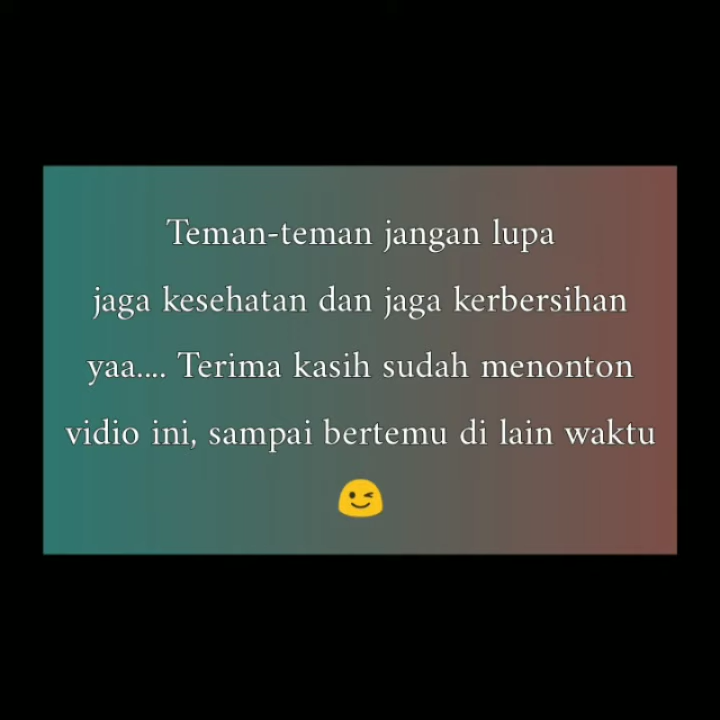 Teman-teman jangan lupa
jaga kesehatan dan jaga kerbersihan
yaa.... Terima kasih sudah menonton
vidio ini, sampai bertemu di lain waktu
😉